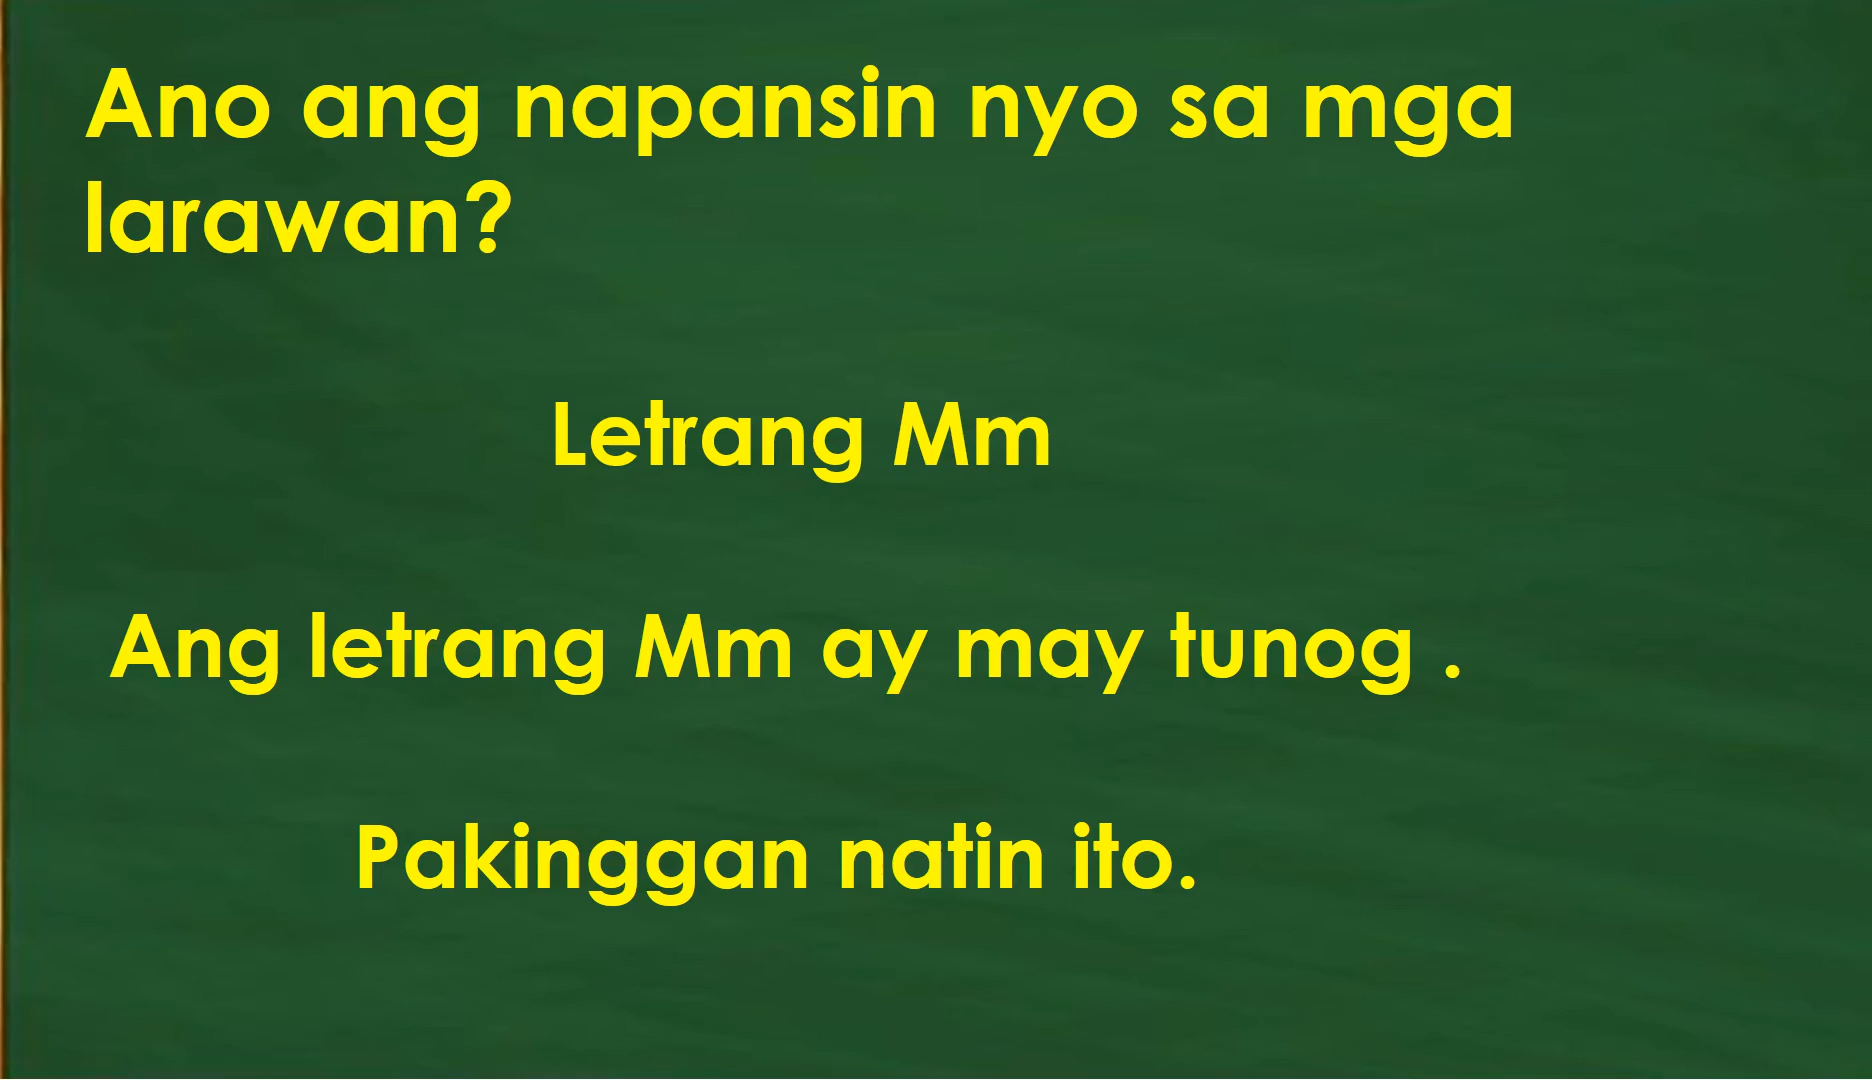 Ano ang napansin nyo sa mga
larawan?
Letrang Mm
Ang letrang Mm ay may tunog .
Pakinggan natin ito.